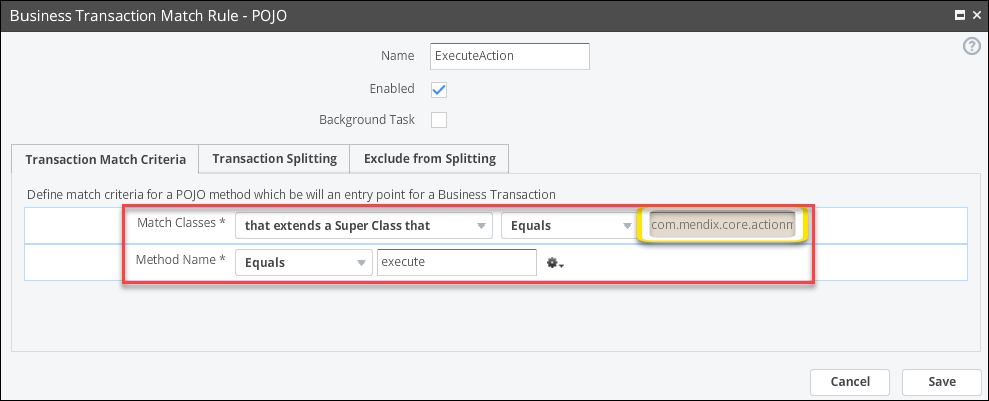 Business Transaction Match Rule - POJO
Name ExecuteAction
Enabled
Background Task
Transaction Match Criteria Transaction Splitting Exclude from Splitting
Define match criteria for a POJO method which be will an entry point for a Business Transaction
Match Classes * that extends a Super Class that Equals com.mendix.core.actionm
Method Name * Equals execute
Cancel Save